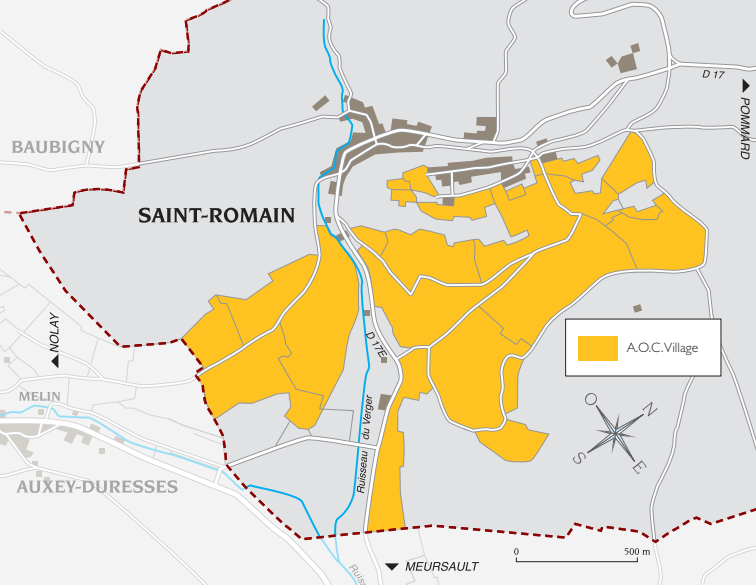 D 17
POMMARD
BAUBIGNY
SAINT-ROMAIN
NOLAY
D 17E
A.O.C.Village
MELIN
Ruisseau du Verger
O
N
S
E
AUXEY-DURESSES
0
500 m
MEURSAULT